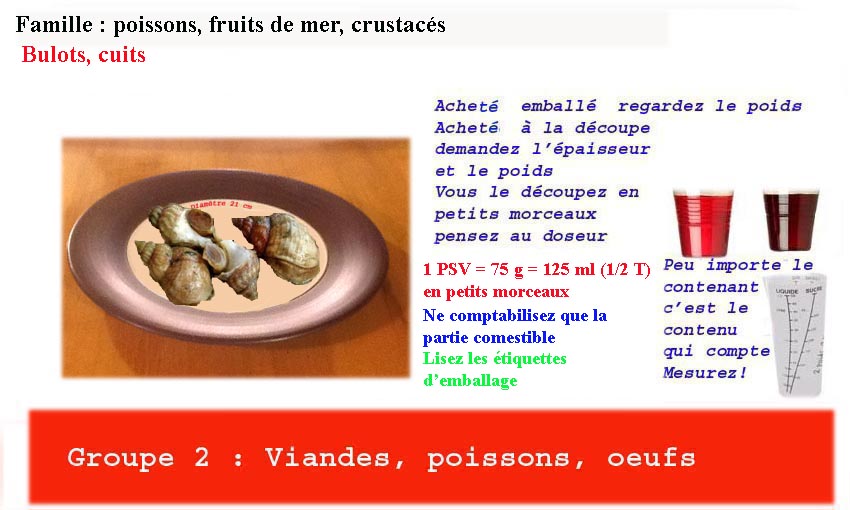 Famille : poissons, fruits de mer, crustacés
Bulots, cuits
Acheté emballé regardez le poids
Acheté à la découpe
demandez l'épaisseur
et le poids
Vous le découpez en
petits morceaux
pensez au doseur
Diamètre 21 cm
1 PSV = 75 g = 125 ml (1/2 T)
en petits morceaux
Ne comptabilisez que la
partie comestible
Lisez les étiquettes
d'emballage
Peu importe le
contenant
c'est le
contenu
qui compte
Mesurez!
LIQUIDE SUCRE
Groupe 2 : Viandes, poissons, oeufs